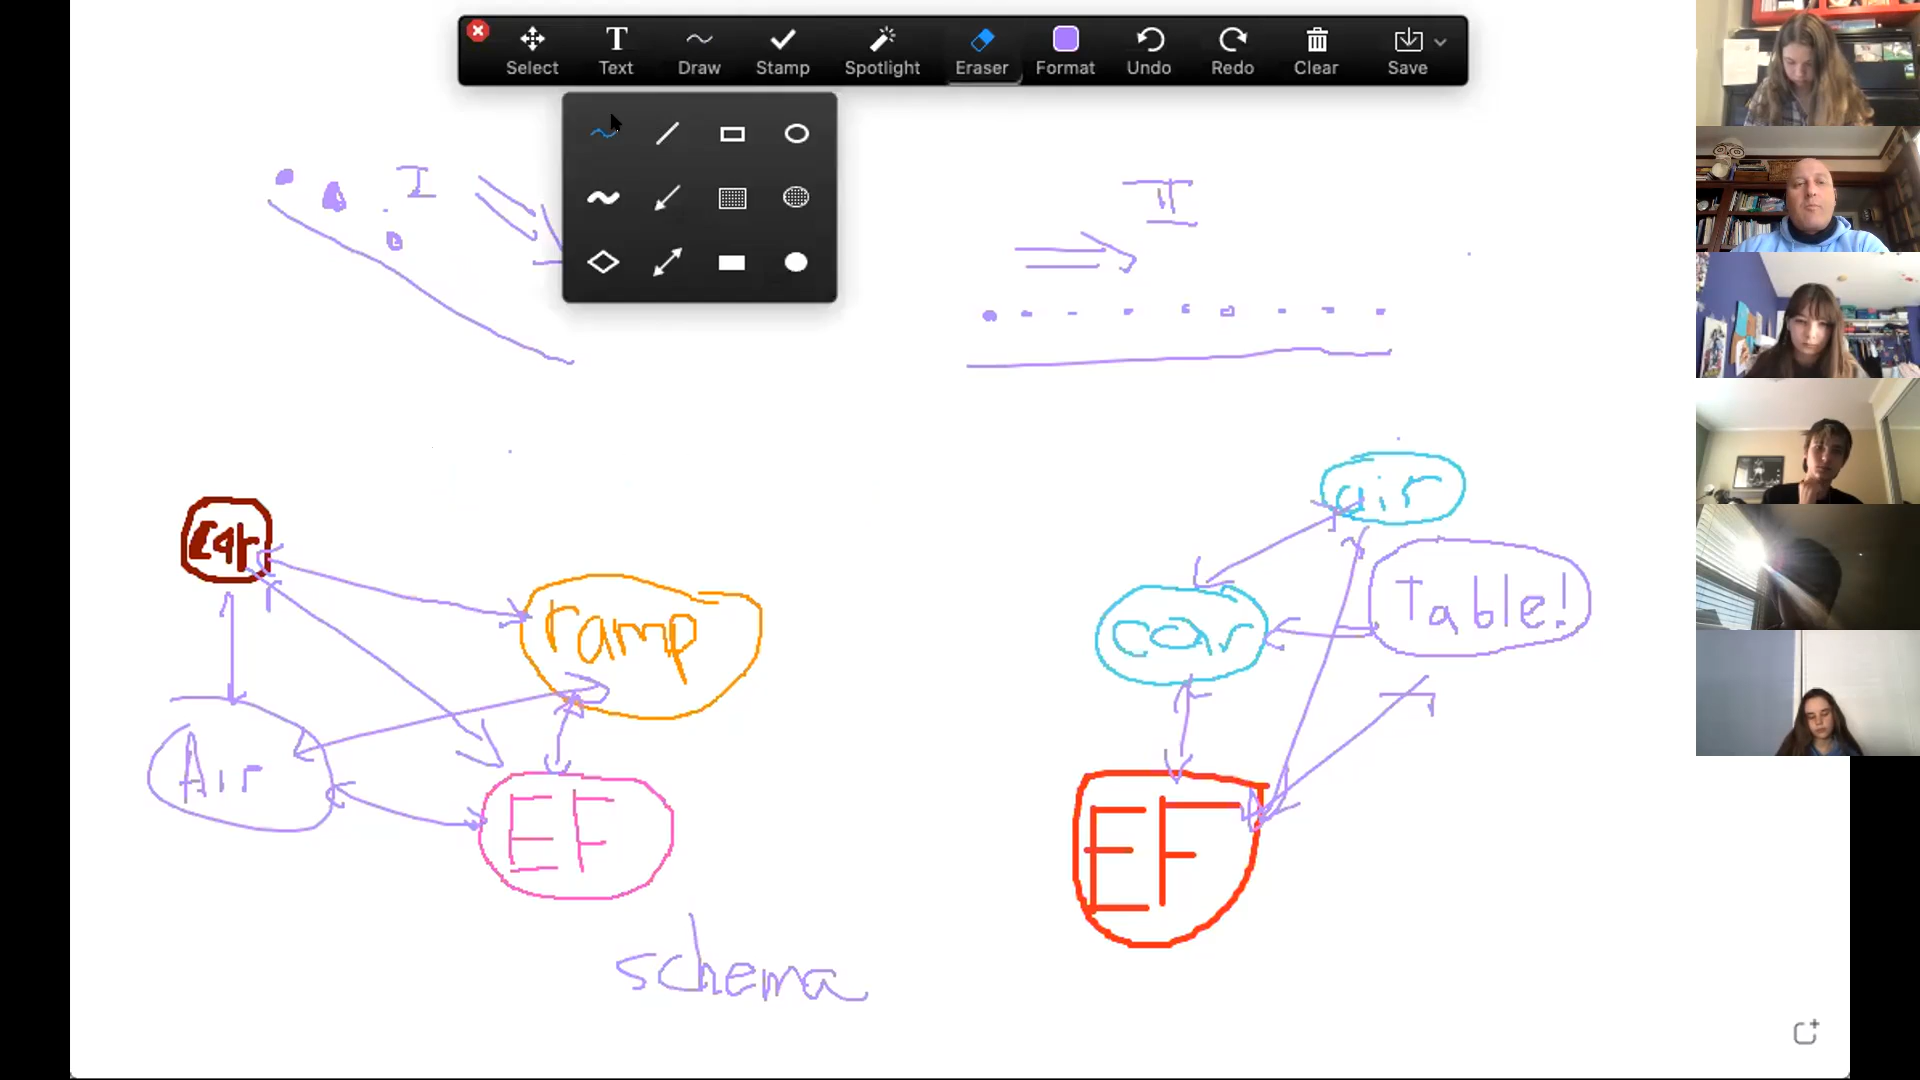 Select Text Draw Stamp Spotlight Eraser Format Undo Redo Clear Save
I
II
air
car
Table!
ramp
car
Air
EF
EF
schema